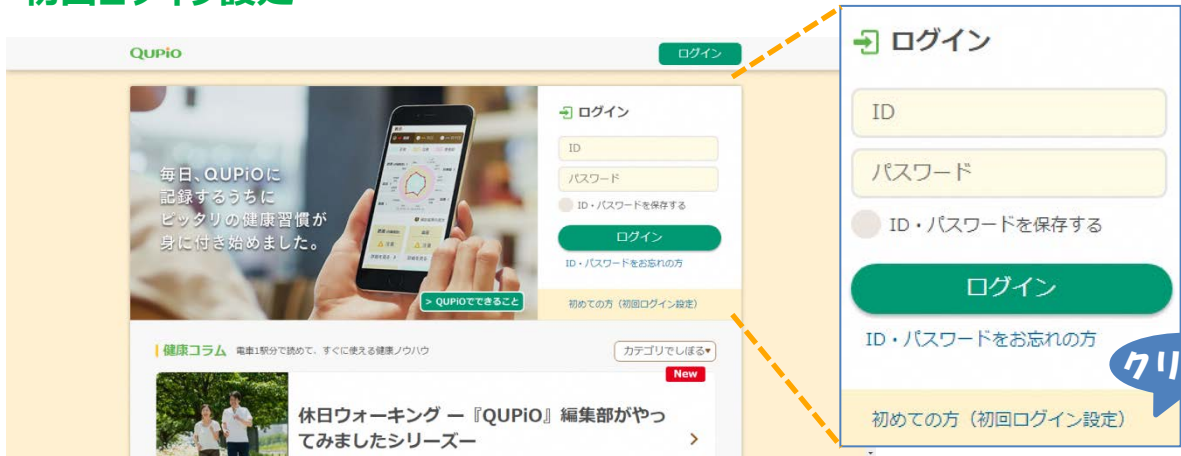 QUPiO
ログイン
毎日、QUPiOに
記録するうちに
ピッタリの健康習慣が
身に付き始めました。
> QUPiOでできること
ログイン
ID
パスワード
ID・パスワードを保存する
ログイン
ID・パスワードをお忘れの方
初めての方（初回ログイン設定）
健康コラム 電車1駅分で読めて、すぐに使える健康ノウハウ
カテゴリでしぼる▾
New
休日ウォーキング ー『QUPiO』編集部がやっ
てみましたシリーズー
ログイン
ID
パスワード
ID・パスワードを保存する
ログイン
ID・パスワードをお忘れの方
クリ
初めての方（初回ログイン設定）